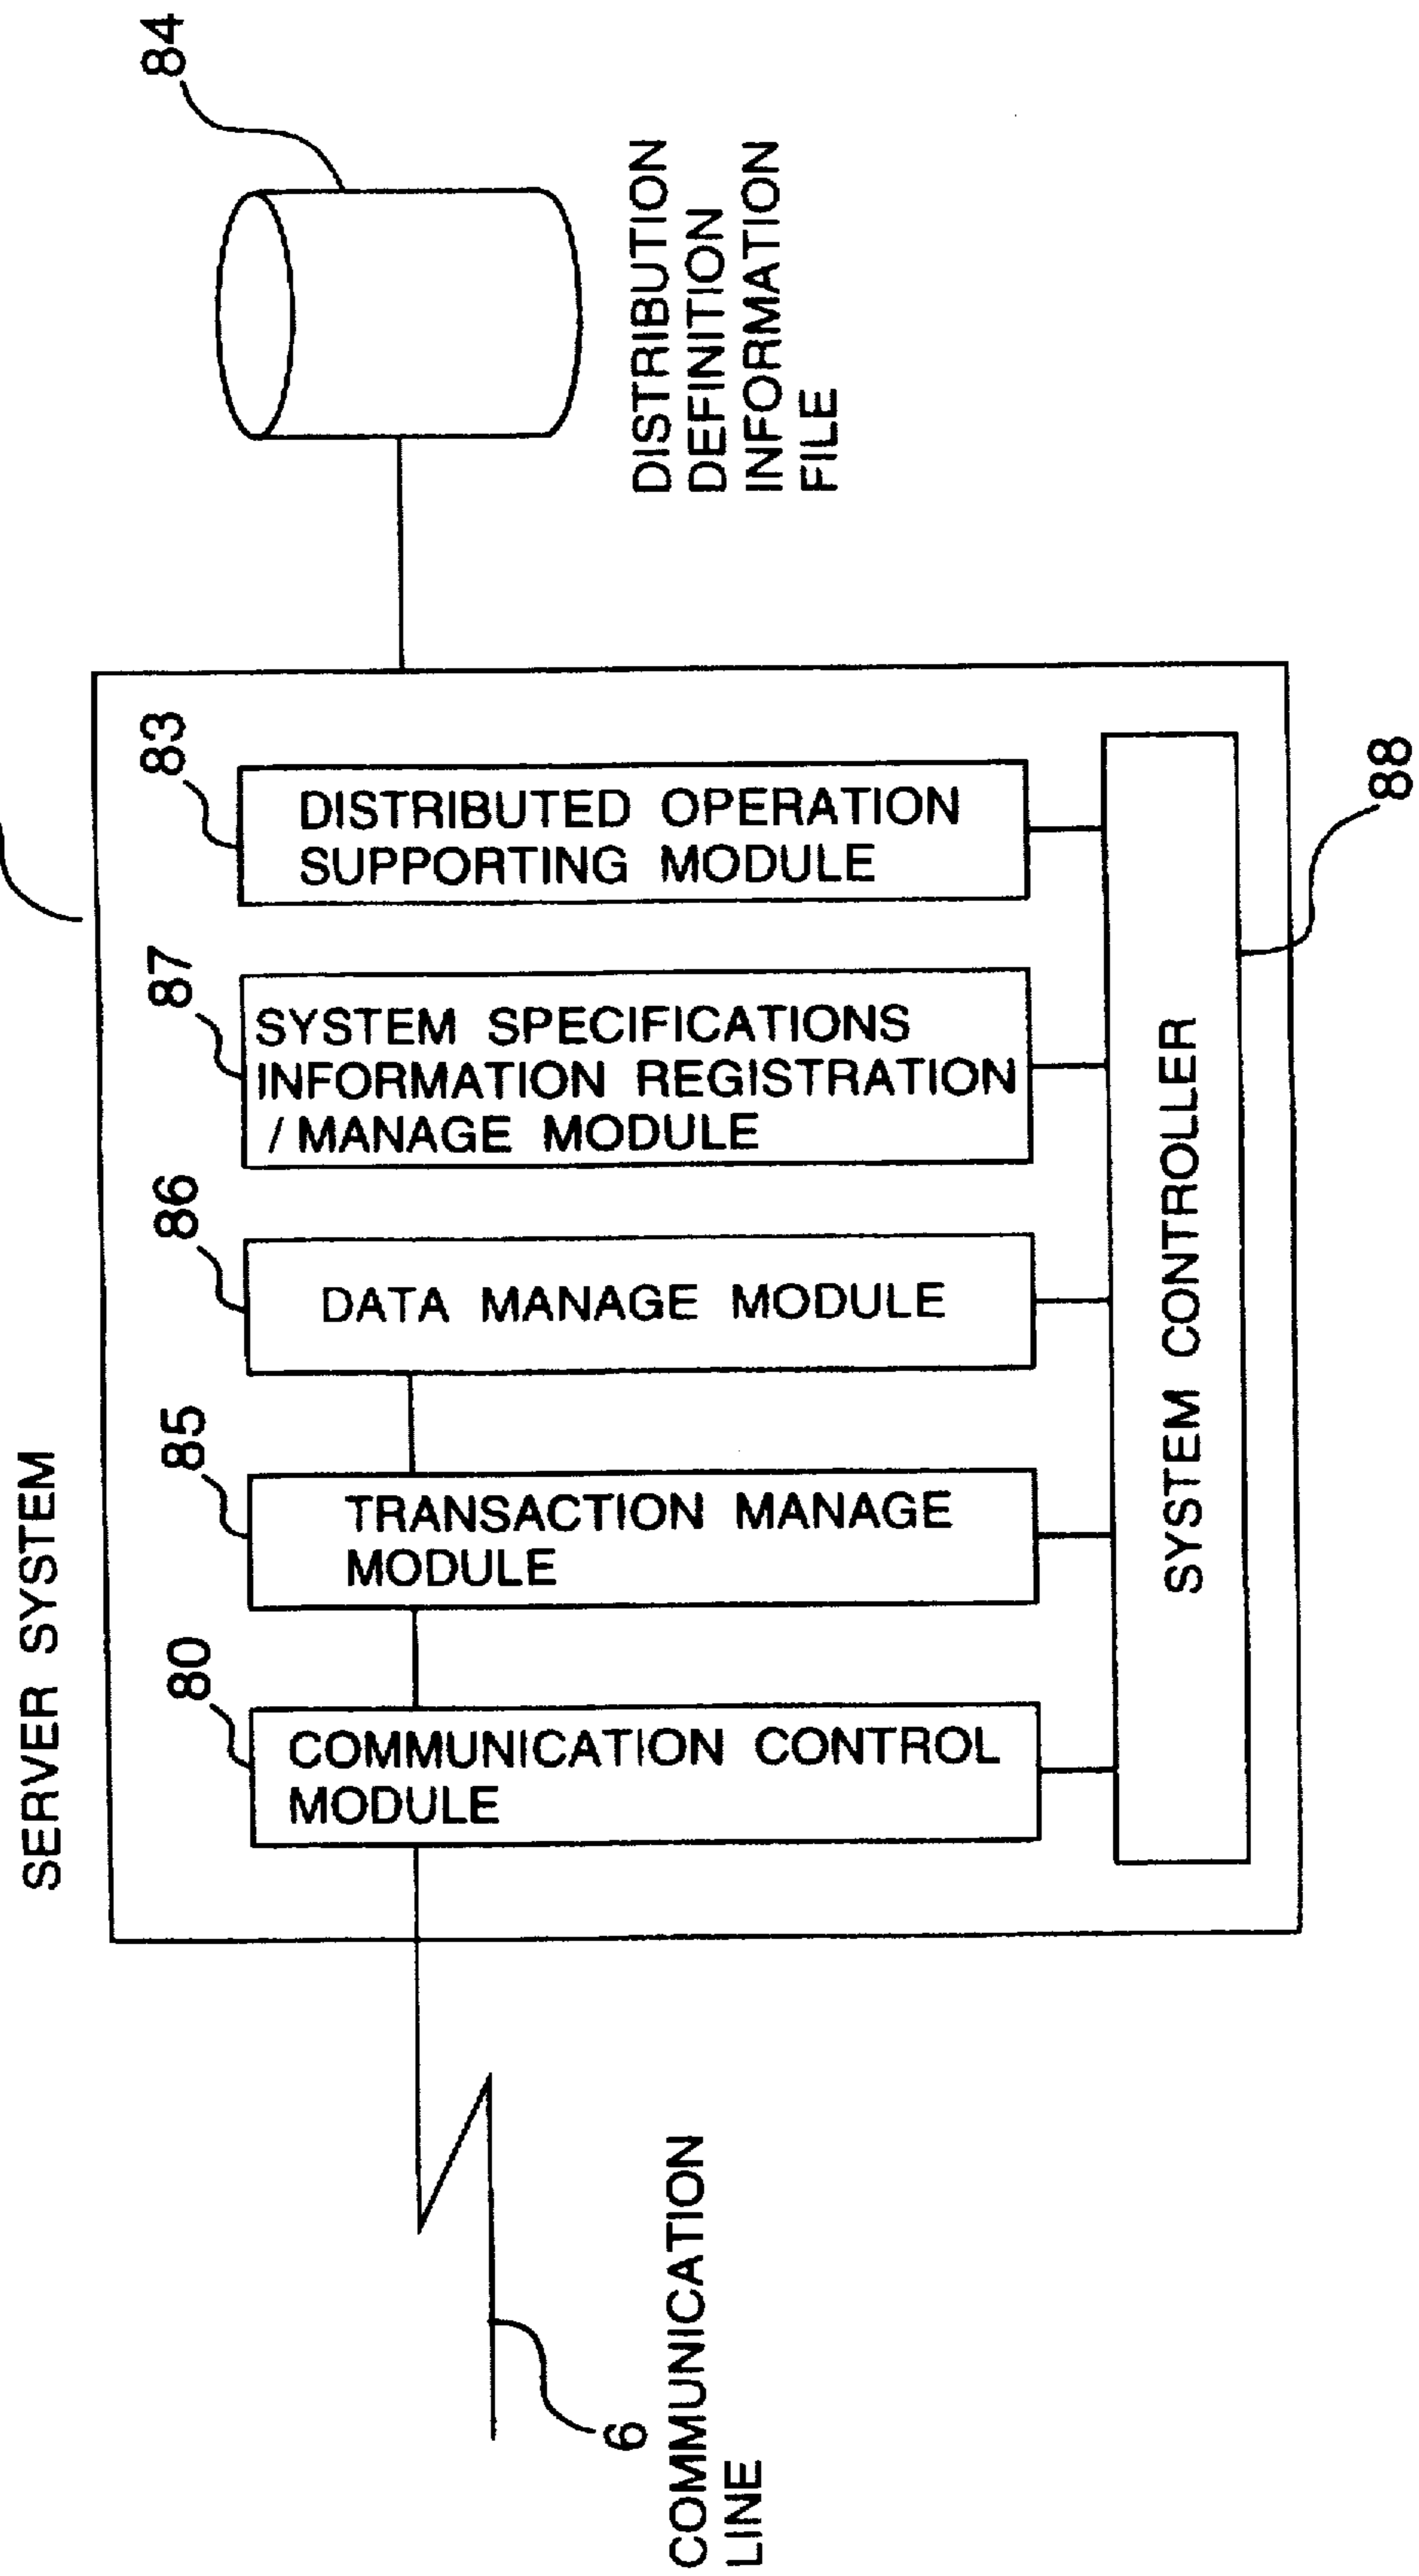 SERVER SYSTEM
80
COMMUNICATION CONTROL
MODULE
85
TRANSACTION MANAGE
MODULE
86
DATA MANAGE MODULE
87
SYSTEM SPECIFICATIONS
INFORMATION REGISTRATION
/ MANAGE MODULE
83
DISTRIBUTED OPERATION
SUPPORTING MODULE
84
DISTRIBUTION
DEFINITION
INFORMATION
FILE
6
COMMUNICATION
LINE
SYSTEM CONTROLLER
88